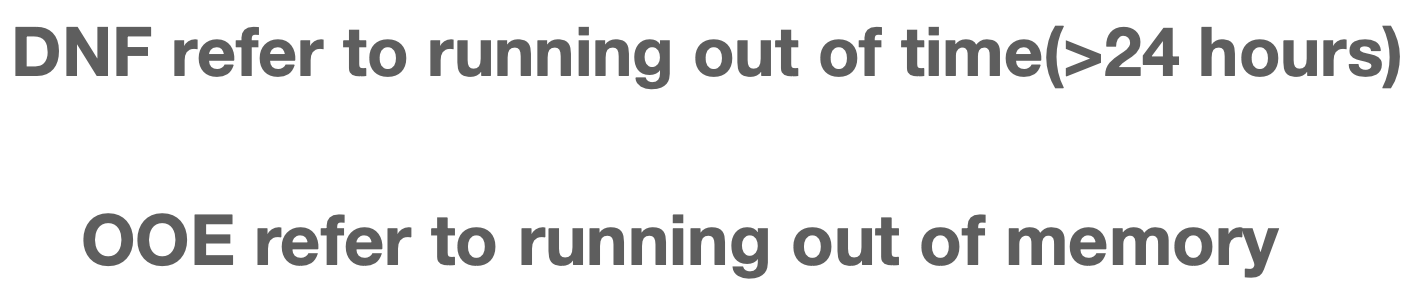 DNF refer to running out of time(>24 hours)
OOE refer to running out of memory